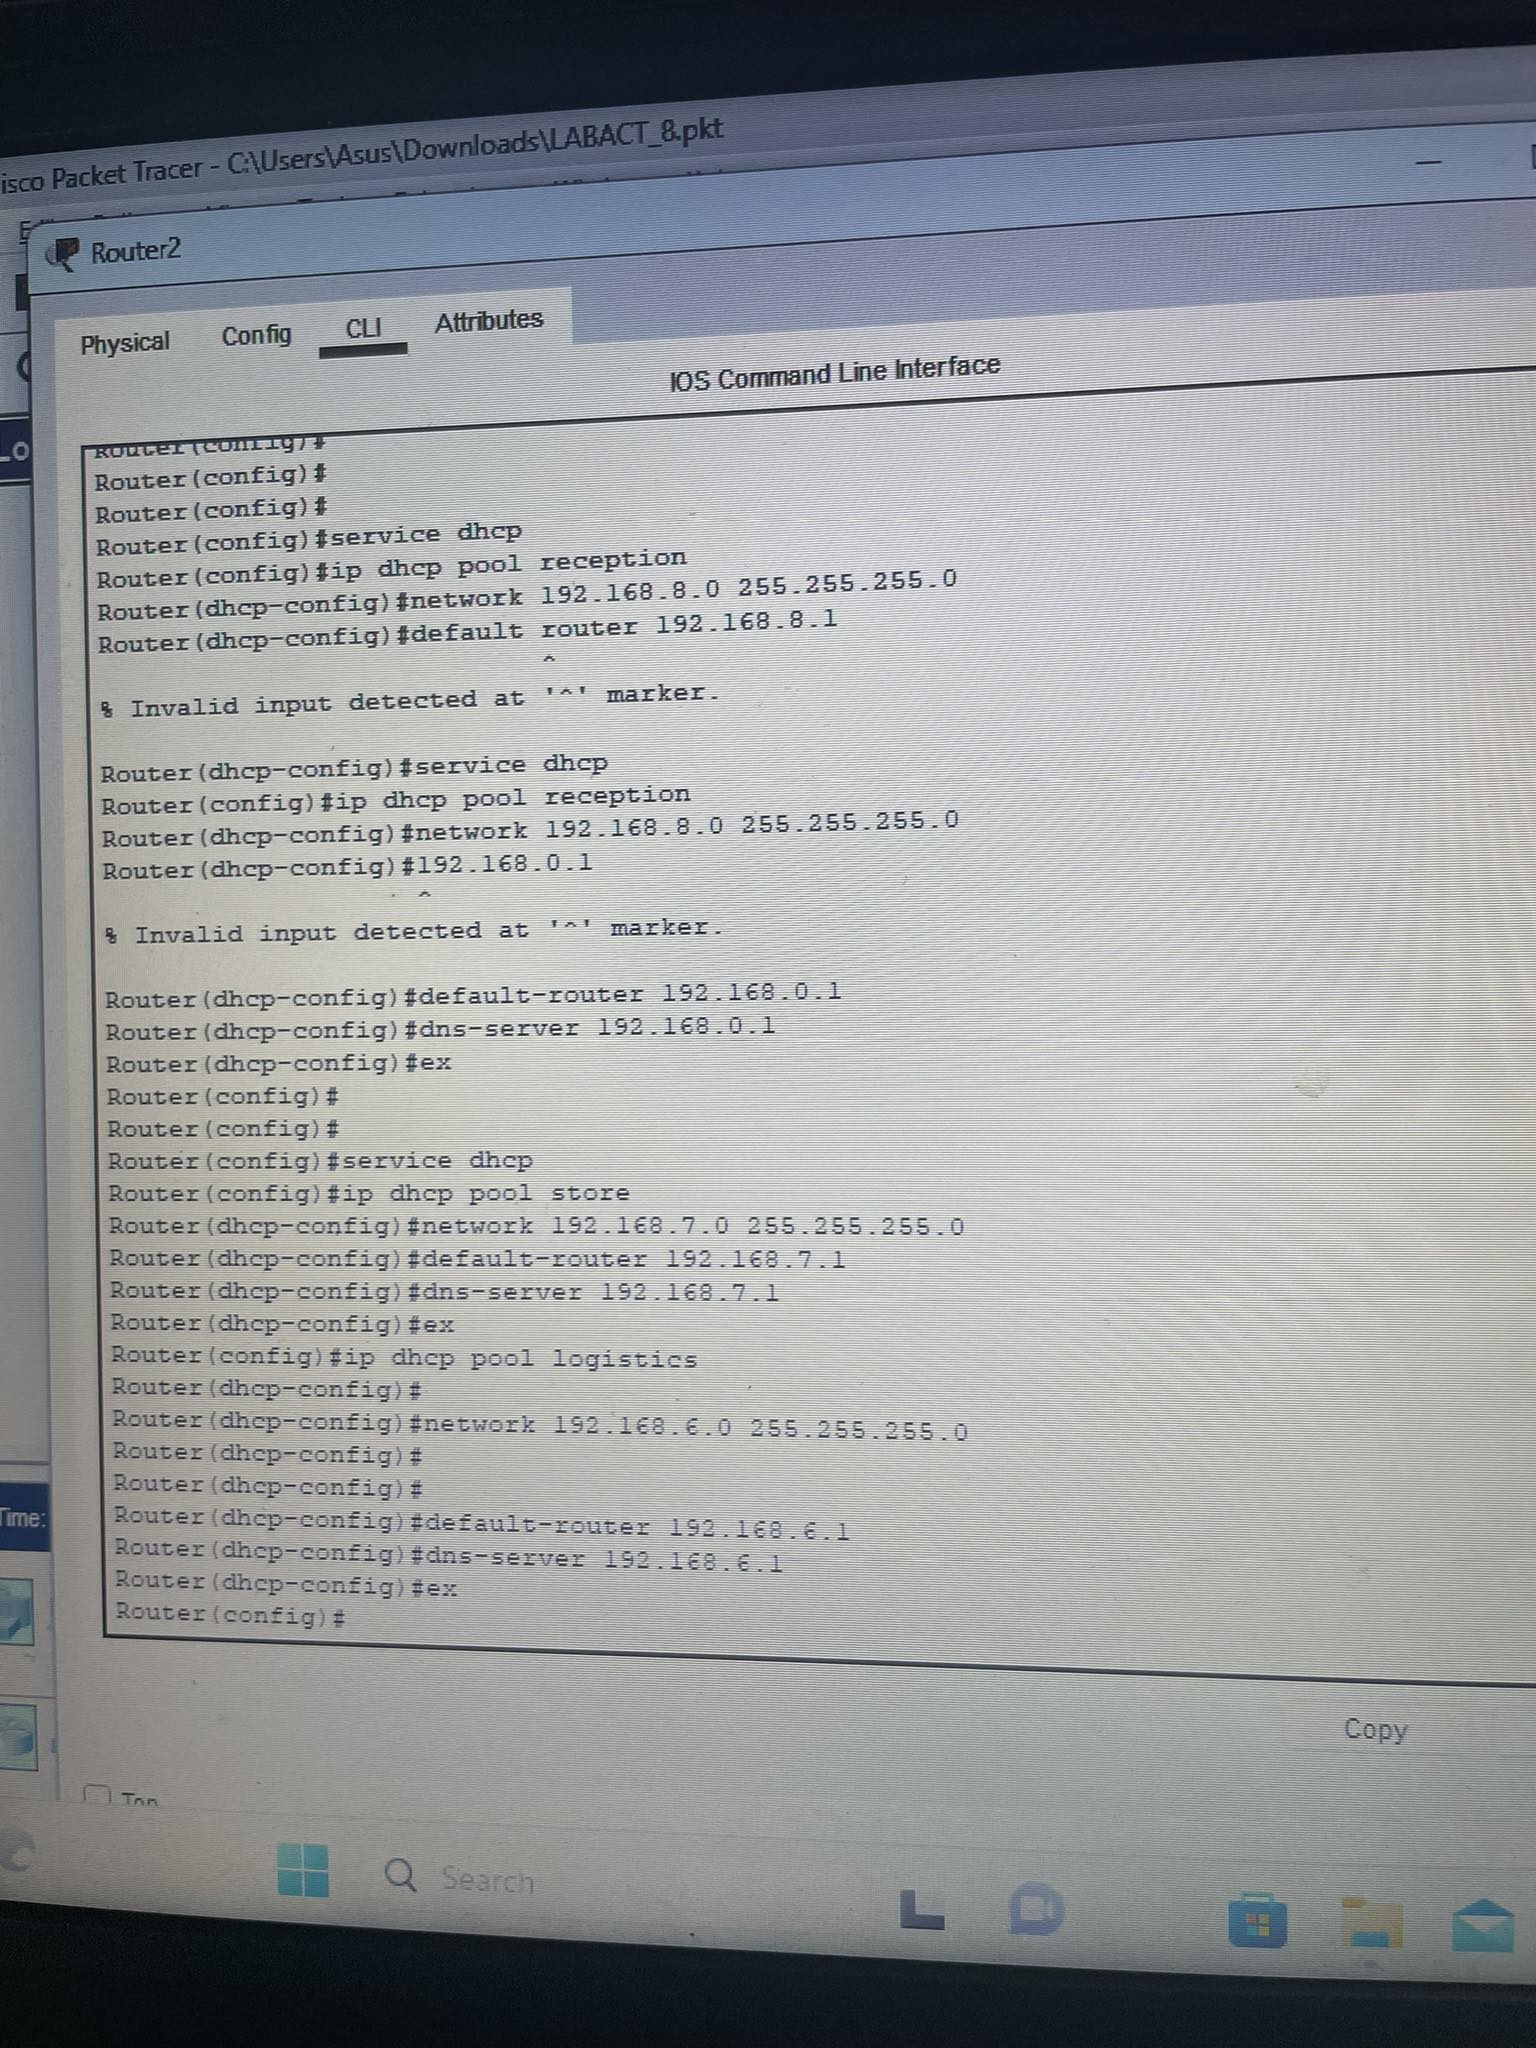 isco Packet Tracer - C:\Users\Asus\Downloads\LABACT_8.pkt
Router2
Physical Config CLI Attributes
IOS Command Line Interface
Router(config)#
Router(config)#
Router(config)#
Router(config)#service dhcp
Router(config)#ip dhcp pool reception
Router(dhcp-config)#network 192.168.8.0 255.255.255.0
Router(dhcp-config)#default router 192.168.8.1
^
% Invalid input detected at '^' marker.
Router(dhcp-config)#service dhcp
Router(config)#ip dhcp pool reception
Router(dhcp-config)#network 192.168.8.0 255.255.255.0
Router(dhcp-config)#192.168.0.1
^
% Invalid input detected at '^' marker.
Router(dhcp-config)#default-router 192.168.0.1
Router(dhcp-config)#dns-server 192.168.0.1
Router(dhcp-config)#ex
Router(config)#
Router(config)#
Router(config)#service dhcp
Router(config)#ip dhcp pool store
Router(dhcp-config)#network 192.168.7.0 255.255.255.0
Router(dhcp-config)#default-router 192.168.7.1
Router(dhcp-config)#dns-server 192.168.7.1
Router(dhcp-config)#ex
Router(config)#ip dhcp pool logistics
Router(dhcp-config)#
Router(dhcp-config)#network 192.168.6.0 255.255.255.0
Router(dhcp-config)#
Router(dhcp-config)#
Router(dhcp-config)#default-router 192.168.6.1
Router(dhcp-config)#dns-server 192.168.6.1
Router(dhcp-config)#ex
Router(config)#
Time:
Copy
Top
Search